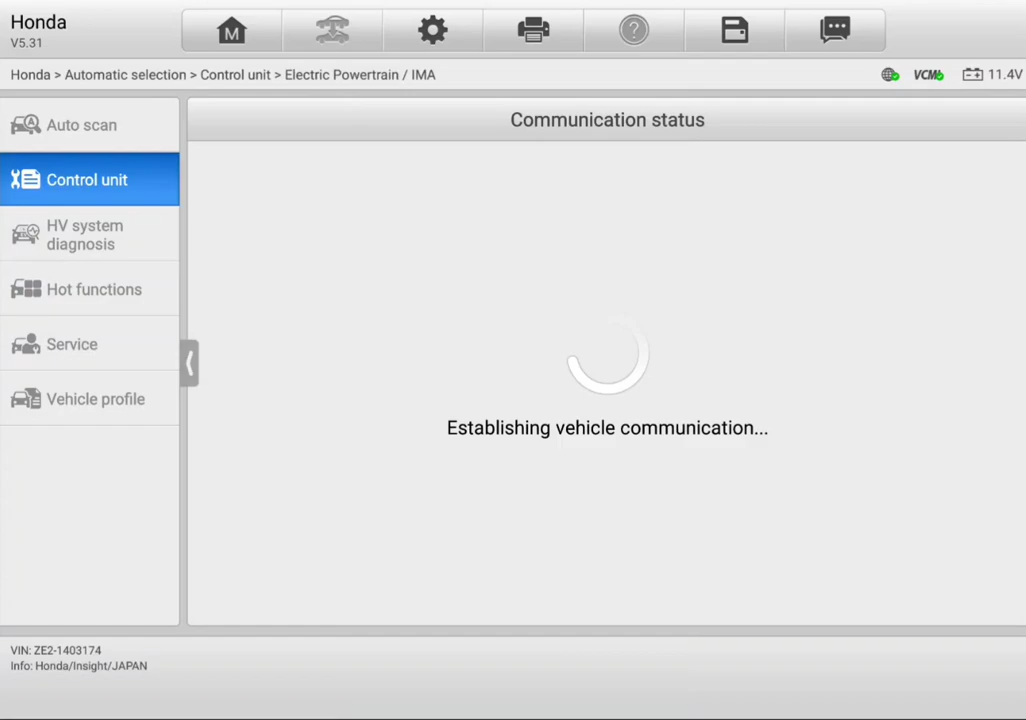 Honda
V5.31
M
?
Honda > Automatic selection > Control unit > Electric Powertrain / IMA
VCMI
11.4V
A
Auto scan
Control unit
HV system
diagnosis
Hot functions
Service
Vehicle profile
Communication status
Establishing vehicle communication...
VIN: ZE2-1403174
Info: Honda/Insight/JAPAN